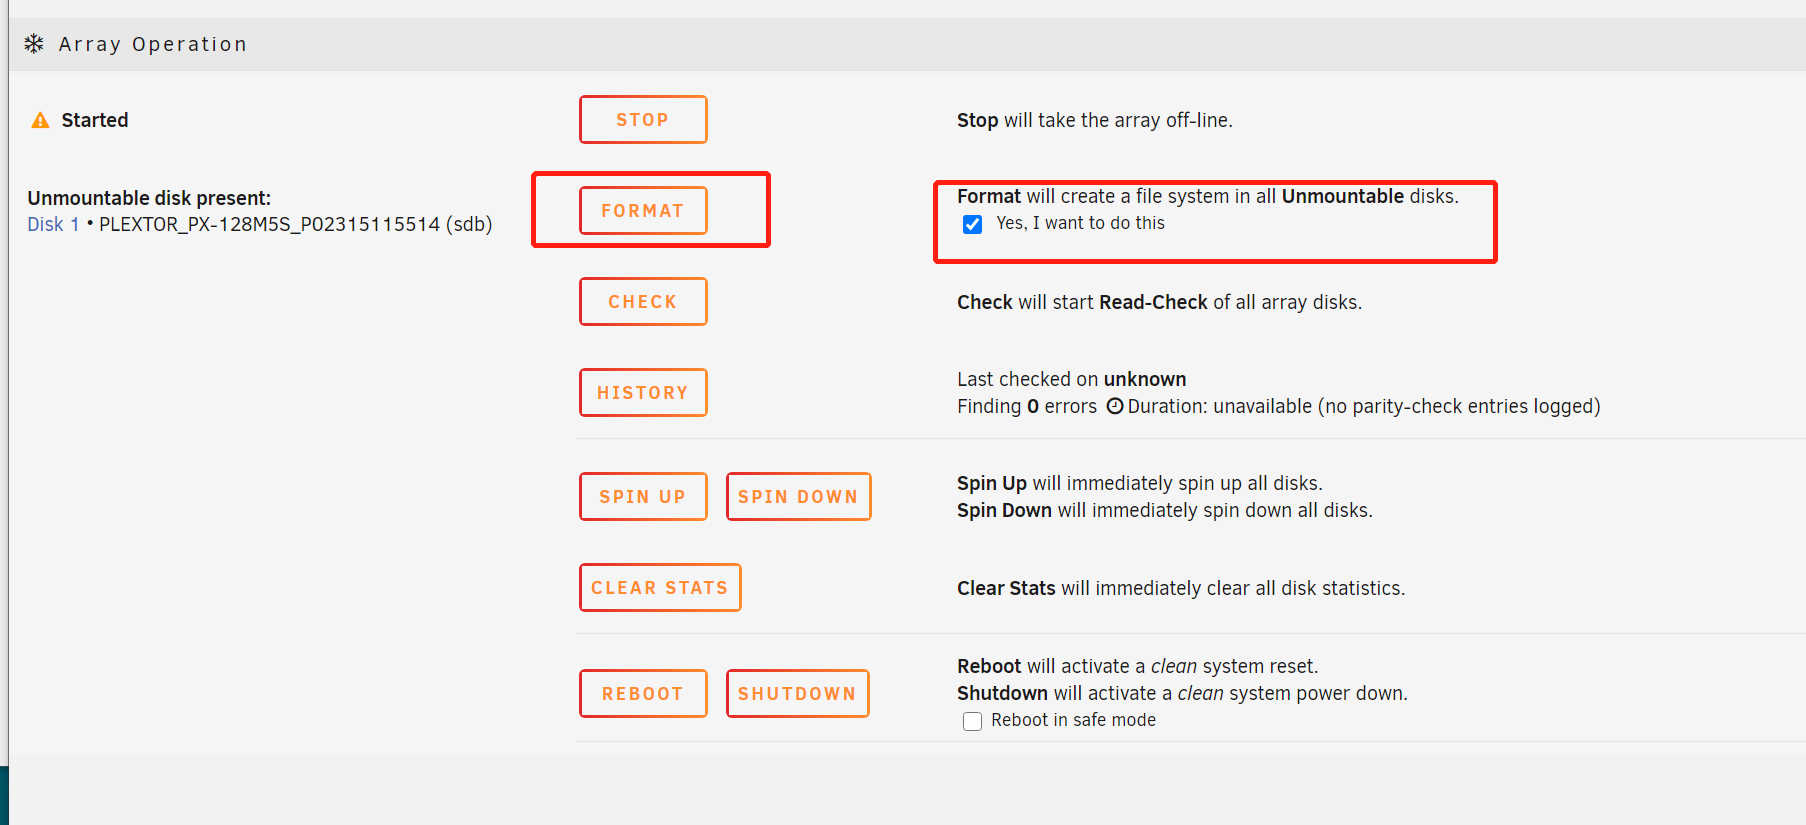 Array Operation
Started
STOP
Stop will take the array off-line.
Unmountable disk present:
Disk 1 • PLEXTOR_PX-128M5S_P02315115514 (sdb)
FORMAT
Format will create a file system in all Unmountable disks.
Yes, I want to do this
CHECK
Check will start Read-Check of all array disks.
HISTORY
Last checked on unknown
Finding 0 errors Duration: unavailable (no parity-check entries logged)
SPIN UP
SPIN DOWN
Spin Up will immediately spin up all disks.
Spin Down will immediately spin down all disks.
CLEAR STATS
Clear Stats will immediately clear all disk statistics.
REBOOT
SHUTDOWN
Reboot will activate a clean system reset.
Shutdown will activate a clean system power down.
Reboot in safe mode